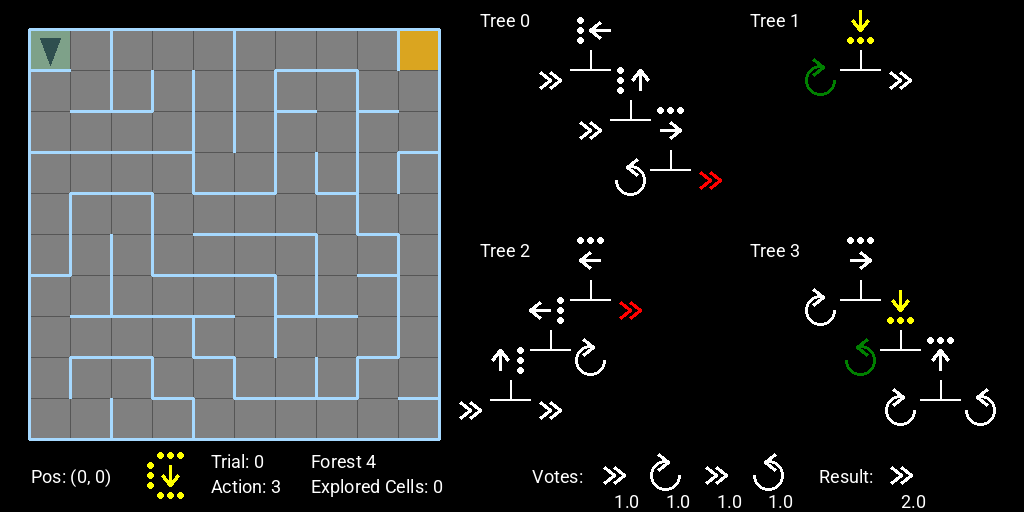 Tree 0
Tree 1
Tree 2
Tree 3
Pos: (0, 0)
Trial: 0
Forest 4
Action: 3
Explored Cells: 0
Votes:
1.0
1.0
1.0
1.0
Result:
2.0